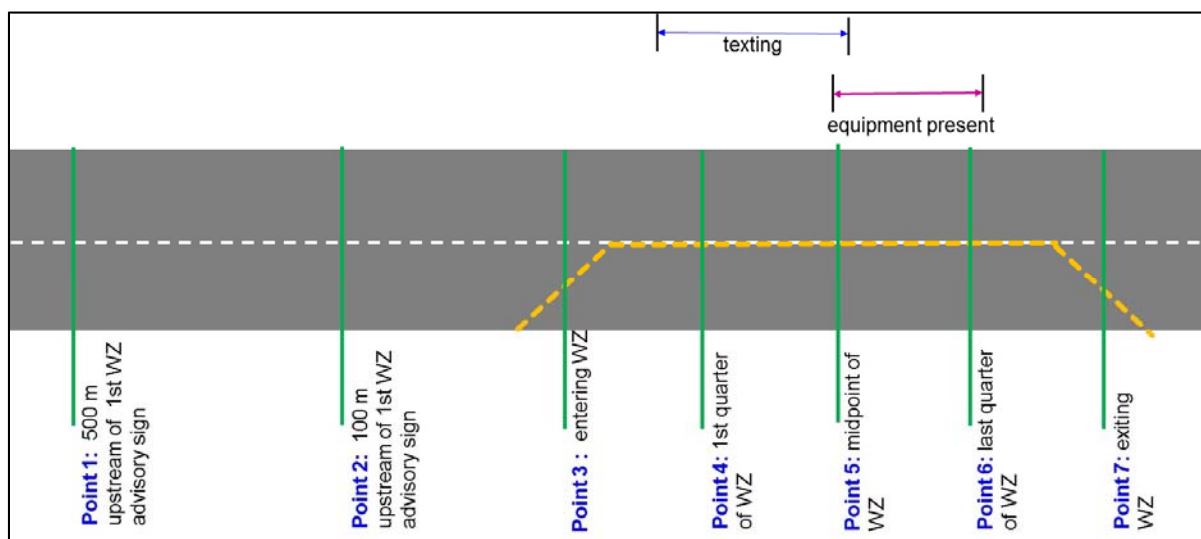 texting
equipment present
Point 1: 500 m
upstream of 1st WZ
advisory sign
Point 2: 100 m
upstream of 1st WZ
advisory sign
Point 3 : entering WZ
Point 4: 1st quarter
of WZ
Point 5: midpoint of
WZ
Point 6: last quarter
of WZ
Point 7: exiting
WZ